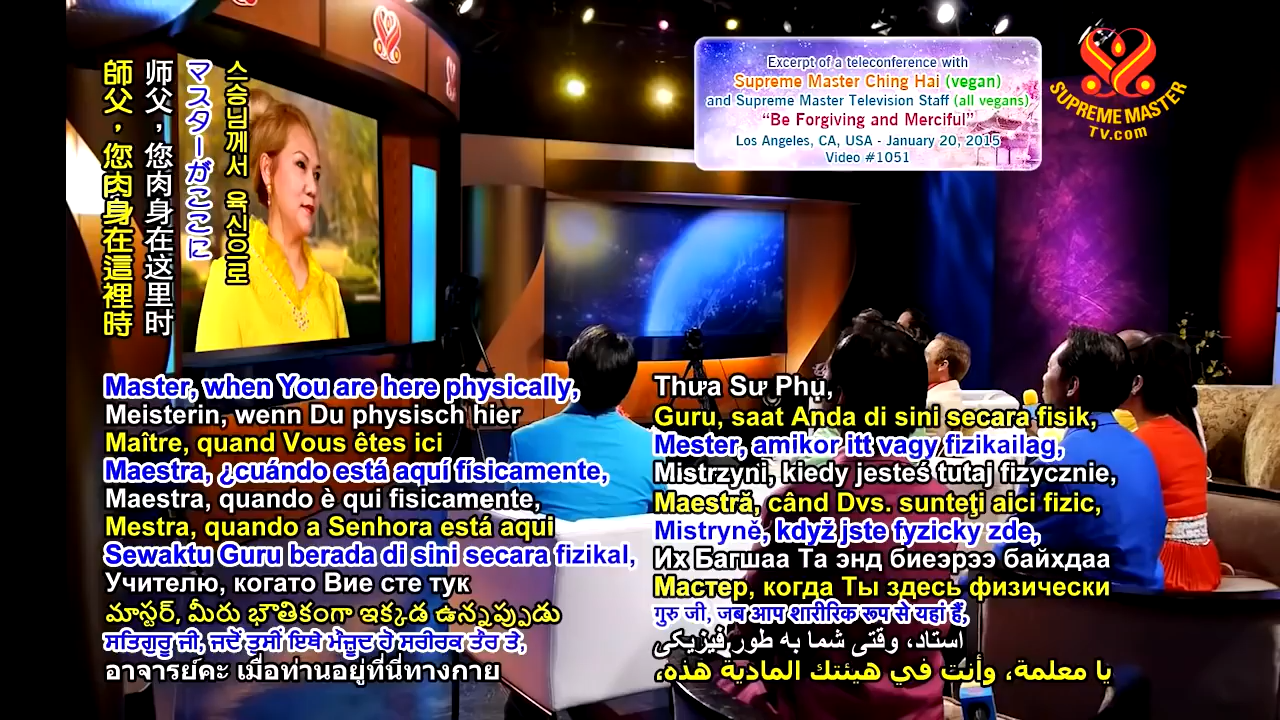 Excerpt of a teleconference with
Supreme Master Ching Hai (vegan)
and Supreme Master Television Staff (all vegans)
“Be Forgiving and Merciful”
Los Angeles, CA, USA - January 20, 2015
Video #1051
SUPREME MASTER
TV.com
師父，您肉身在這裡時
师父，您肉身在这里时
マスターがここに
스승님께서 육신으로
Master, when You are here physically,
Meisterin, wenn Du physisch hier
Maître, quand Vous êtes ici
Maestra, ¿cuándo está aquí físicamente,
Maestra, quando è qui fisicamente,
Mestra, quando a Senhora está aqui
Sewaktu Guru berada di sini secara fizikal,
Учителю, когато Вие сте тук
మాస్టర్, మీరు భౌతికంగా ఇక్కడ ఉన్నప్పుడు
ਸਤਿਗੁਰੂ ਜੀ, ਜਦੋਂ ਤੁਸੀਂ ਇਥੇ ਮੌਜੂਦ ਹੋ ਸਰੀਰਕ ਤੌਰ ਤੇ,
อาจารย์คะ เมื่อท่านอยู่ที่นี่ทางกาย
Thưa Sư Phụ,
Guru, saat Anda di sini secara fisik,
Mester, amikor itt vagy fizikailag,
Mistrzyni, kiedy jesteś tutaj fizycznie,
Maestră, când Dvs. sunteţi aici fizic,
Mistryně, když jste fyzicky zde,
Их Багшаа Та энд биеэрээ байхдаа
Мастер, когда Ты здесь физически
गुरु जी, जब आप शारीरिक रूप से यहां हैं,
استاد، وقتی شما به طور فیزیکی
يا معلمة، وأنت في هيئتك المادية هذه،